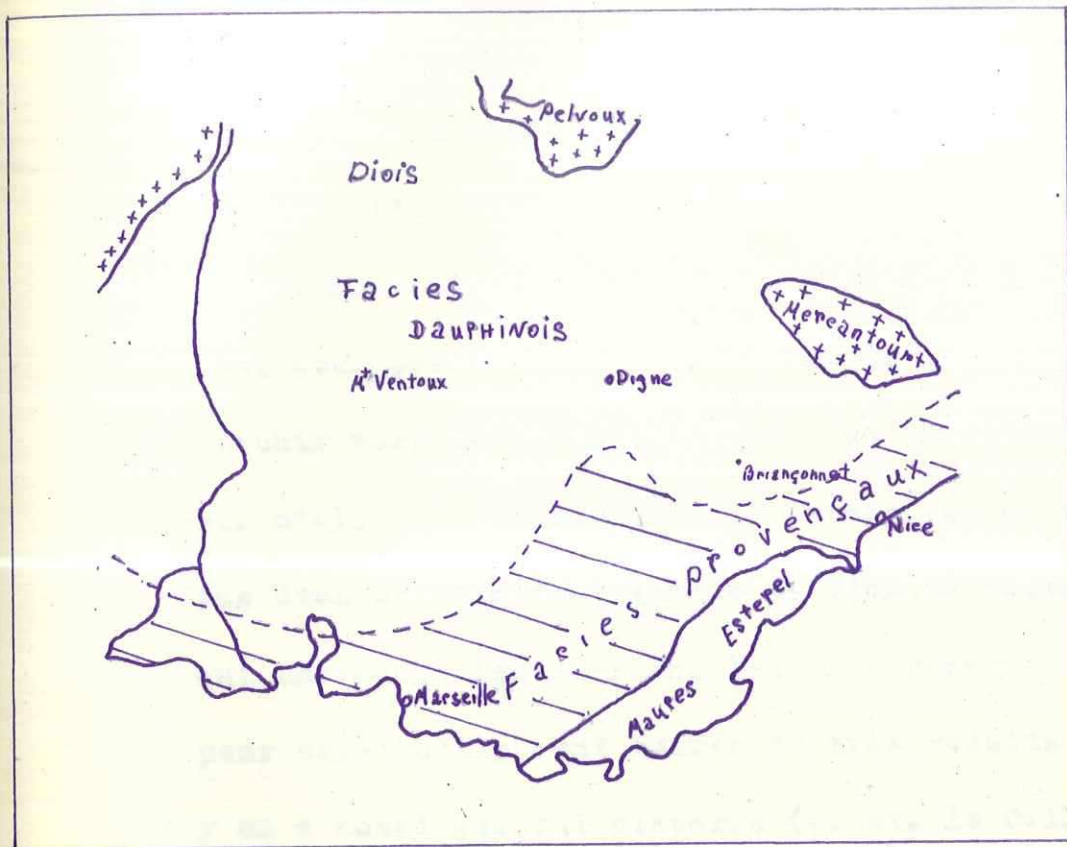 Pelvoux
Diois
Facies
DAUPHINOIS
Mercantour
Mt Ventoux
Digne
Briançonnet
Facies provençaux
Nice
Esterel
Marseille
Maures